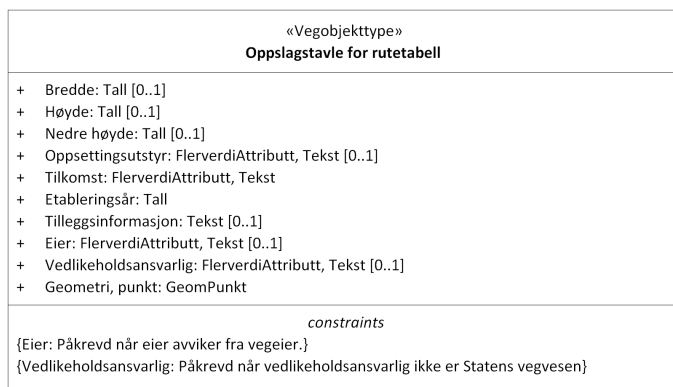 «Vegobjekttype»
Oppslagstavle for rutetabell
+ Bredde: Tall [0..1]
+ Høyde: Tall [0..1]
+ Nedre høyde: Tall [0..1]
+ Oppsettingsutstyr: FlerverdiAttributt, Tekst [0..1]
+ Tilkomst: FlerverdiAttributt, Tekst
+ Etableringsår: Tall
+ Tilleggsinformasjon: Tekst [0..1]
+ Eier: FlerverdiAttributt, Tekst [0..1]
+ Vedlikeholdsansvarlig: FlerverdiAttributt, Tekst [0..1]
+ Geometri, punkt: GeomPunkt
constraints
{Eier: Påkrevd når eier avviker fra vegeier.}
{Vedlikeholdsansvarlig: Påkrevd når vedlikeholdsansvarlig ikke er Statens vegvesen}